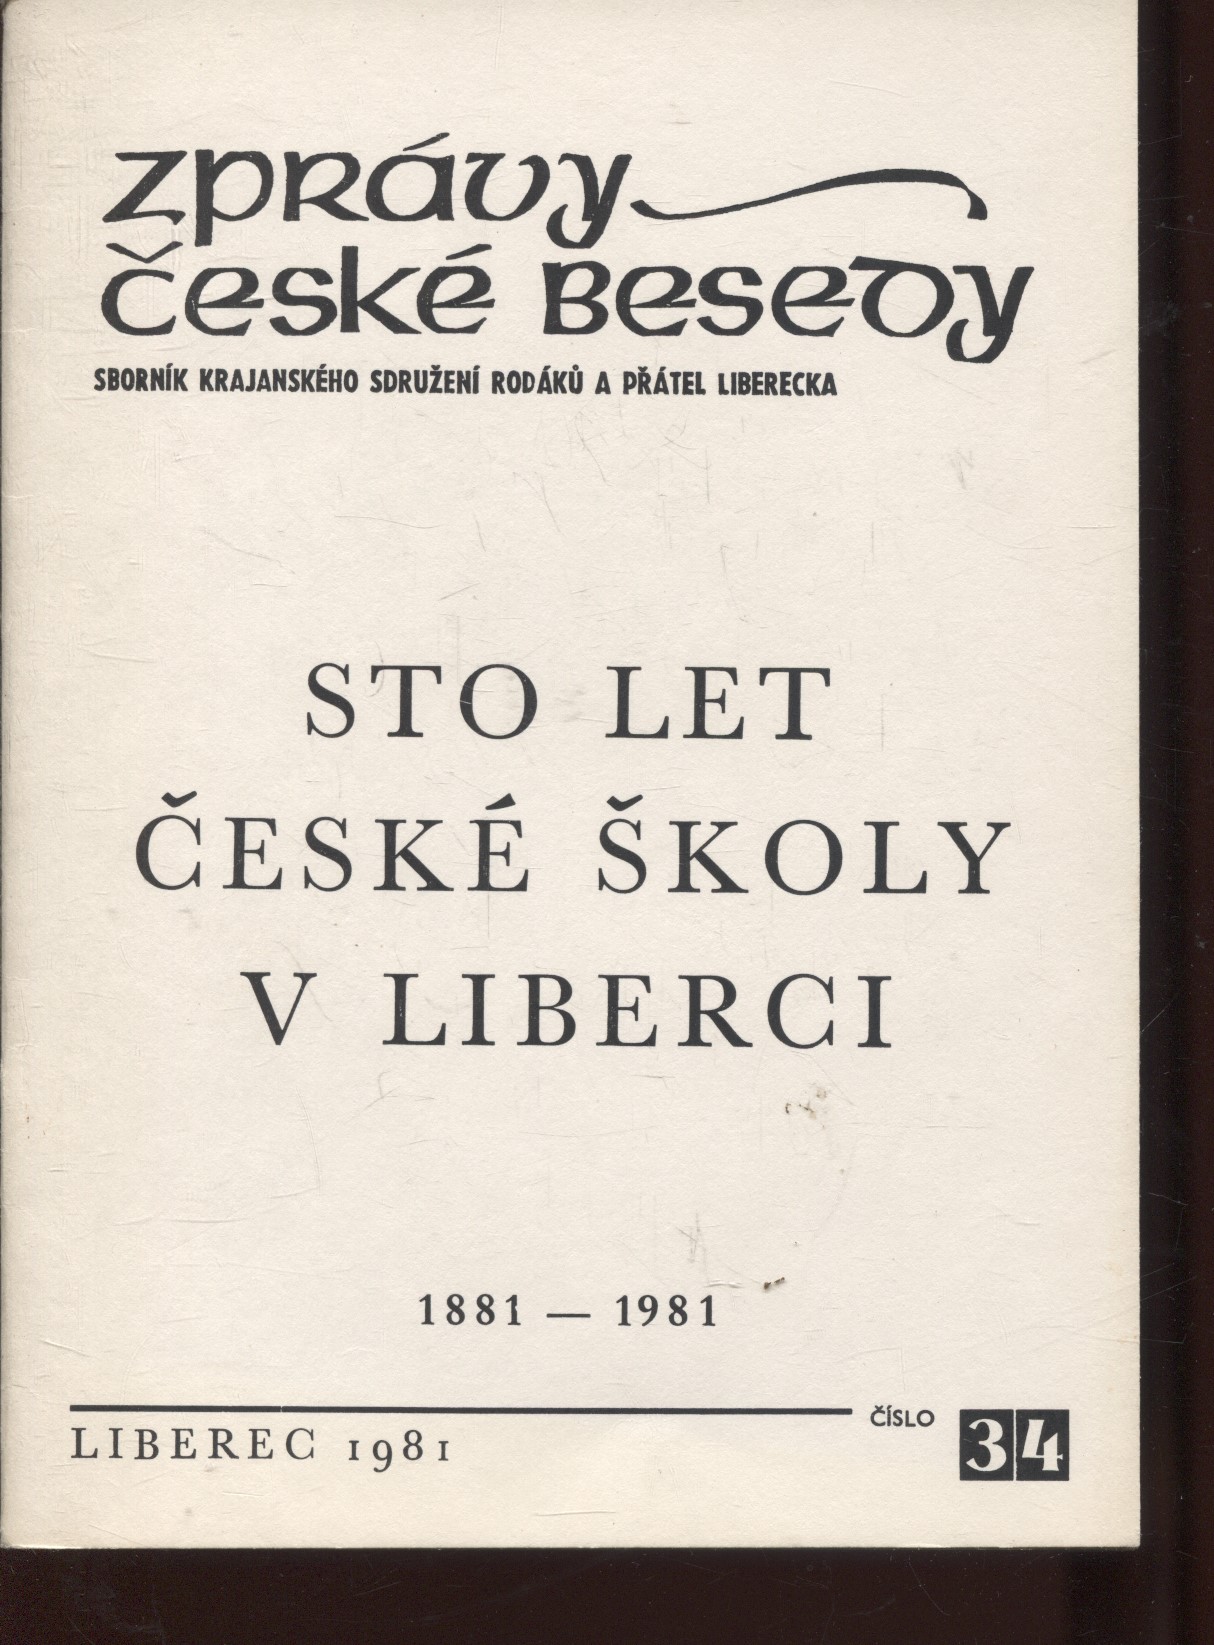 Zprávy
České Besedy
SBORNÍK KRAJANSKÉHO SDRUŽENÍ RODÁKŮ A PŘÁTEL LIBERECKA
STO LET
ČESKÉ ŠKOLY
V LIBERCI
1881 — 1981
LIBEREC 1981
ČÍSLO 34